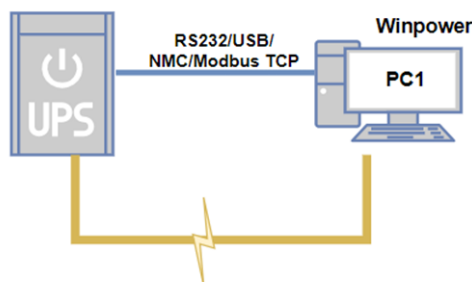 Winpower
RS232/USB/
NMC/Modbus TCP
PC1
UPS